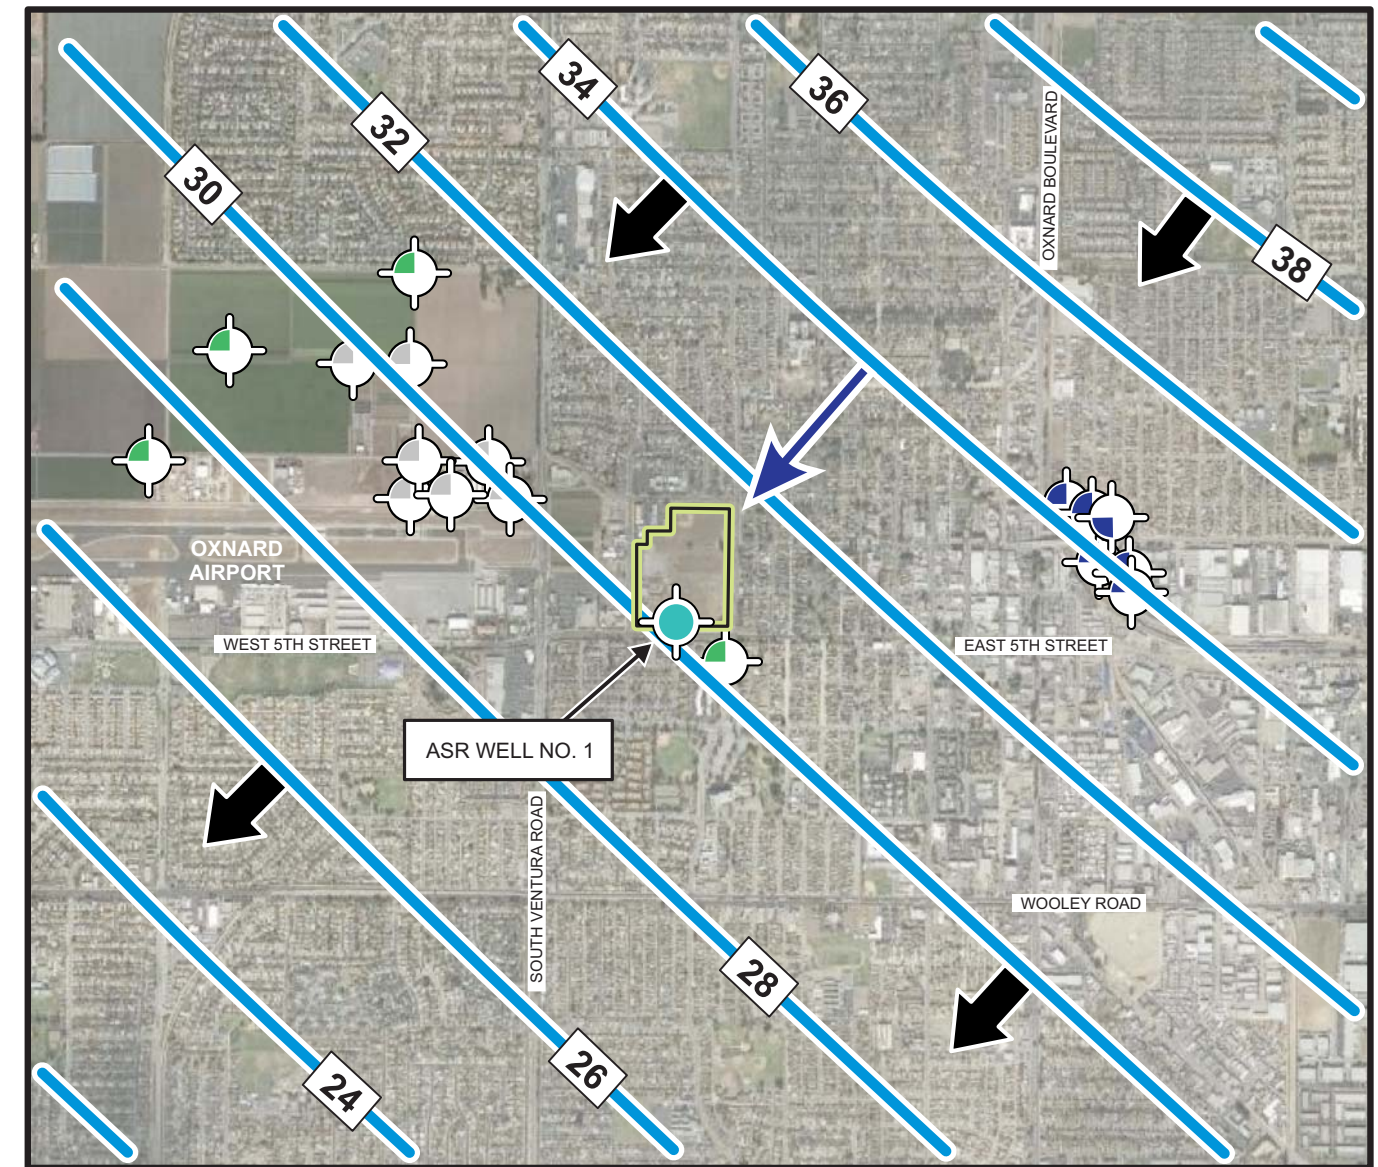 34
36
32
30
OXNARD BOULEVARD
38
OXNARD
AIRPORT
WEST 5TH STREET
EAST 5TH STREET
ASR WELL NO. 1
SOUTH VENTURA ROAD
WOOLEY ROAD
28
26
24